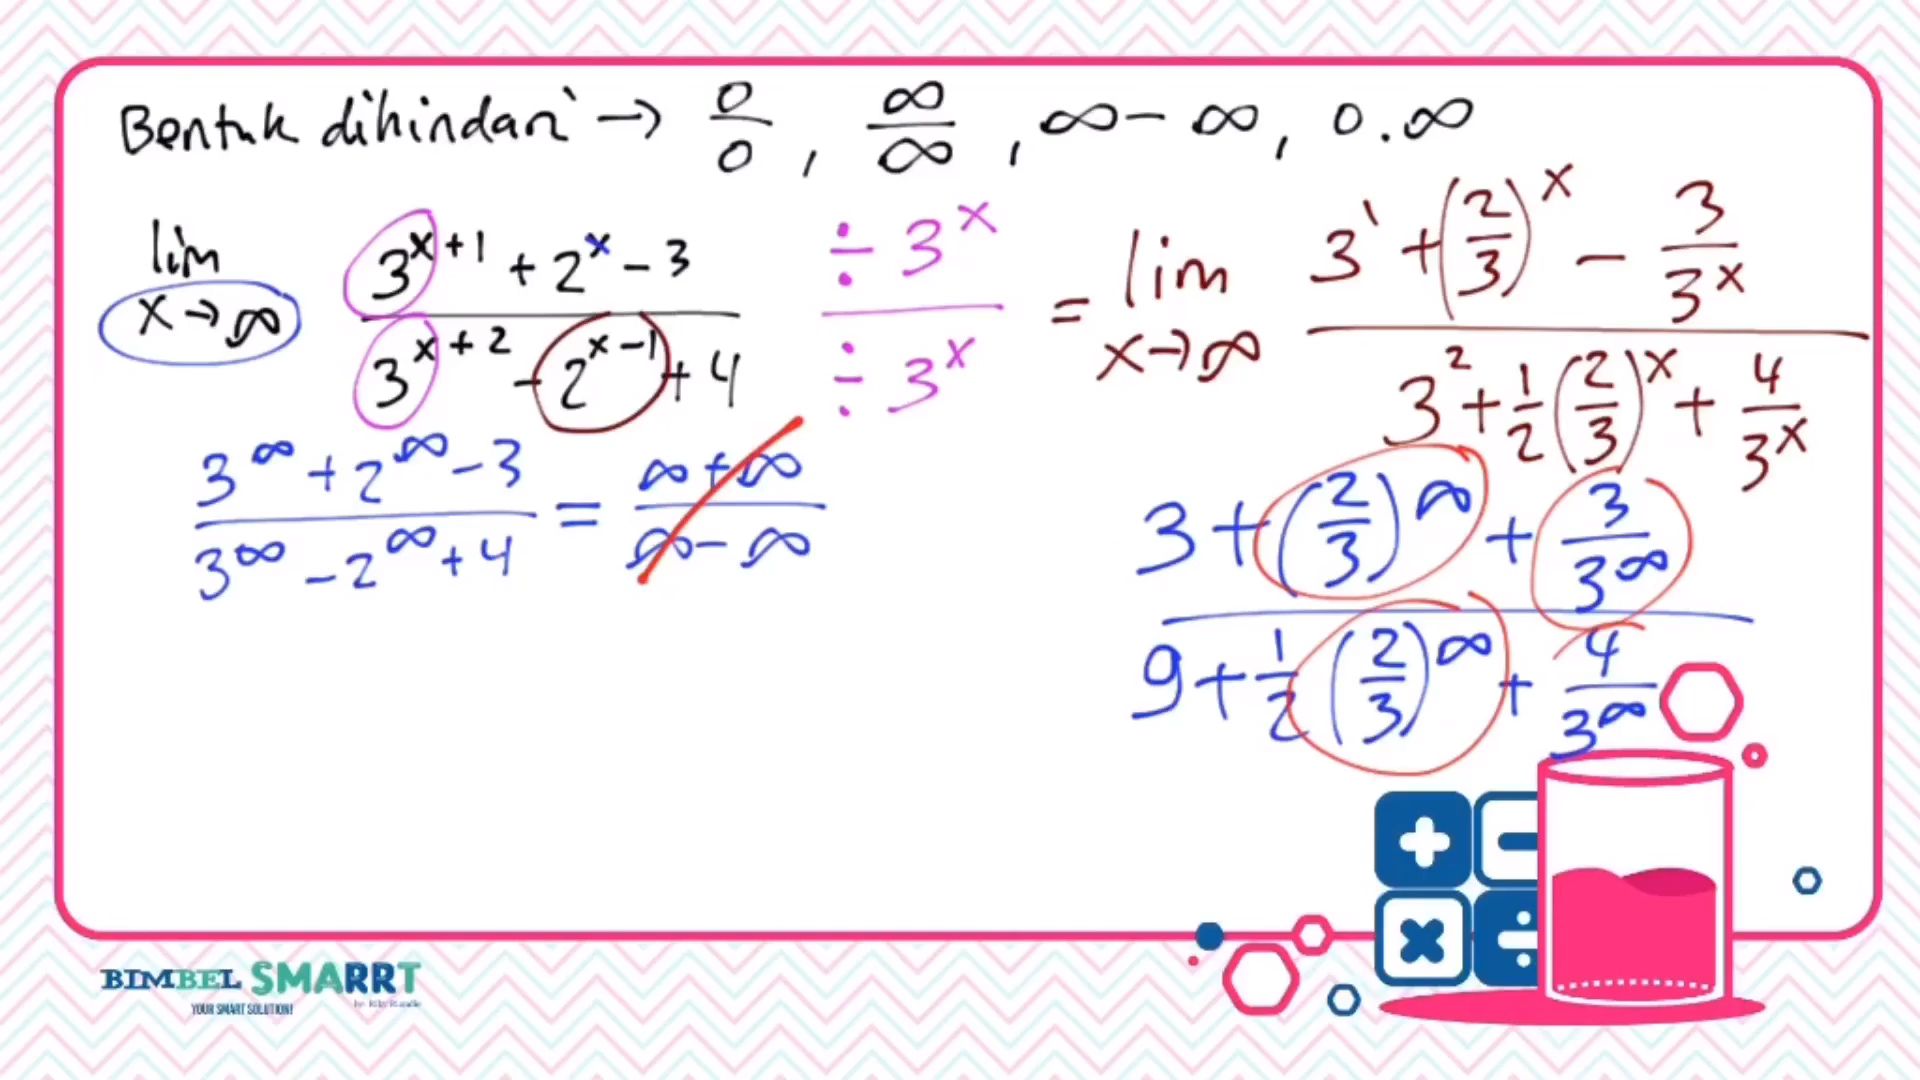 Bentuk dihindari → 0/0 , ∞/∞ , ∞ − ∞ , 0 . ∞
lim x→∞ (3^(x+1) + 2^x − 3)/(3^(x+2) − 2^(x−1) + 4) ÷ 3^x / ÷ 3^x = lim x→∞ (3^1 + (2/3)^x − 3/3^x)/(3^2 + 1/2 (2/3)^x + 4/3^x)
(3^∞ + 2^∞ − 3)/(3^∞ − 2^∞ + 4) = (∞ + ∞)/(∞ − ∞)
(3 + (2/3)^∞ + 3/3^∞)/(9 + 1/2 (2/3)^∞ + 4/3^∞)
+ −
× ÷
BIMBEL SMARRT
YOUR SMART SOLUTION!